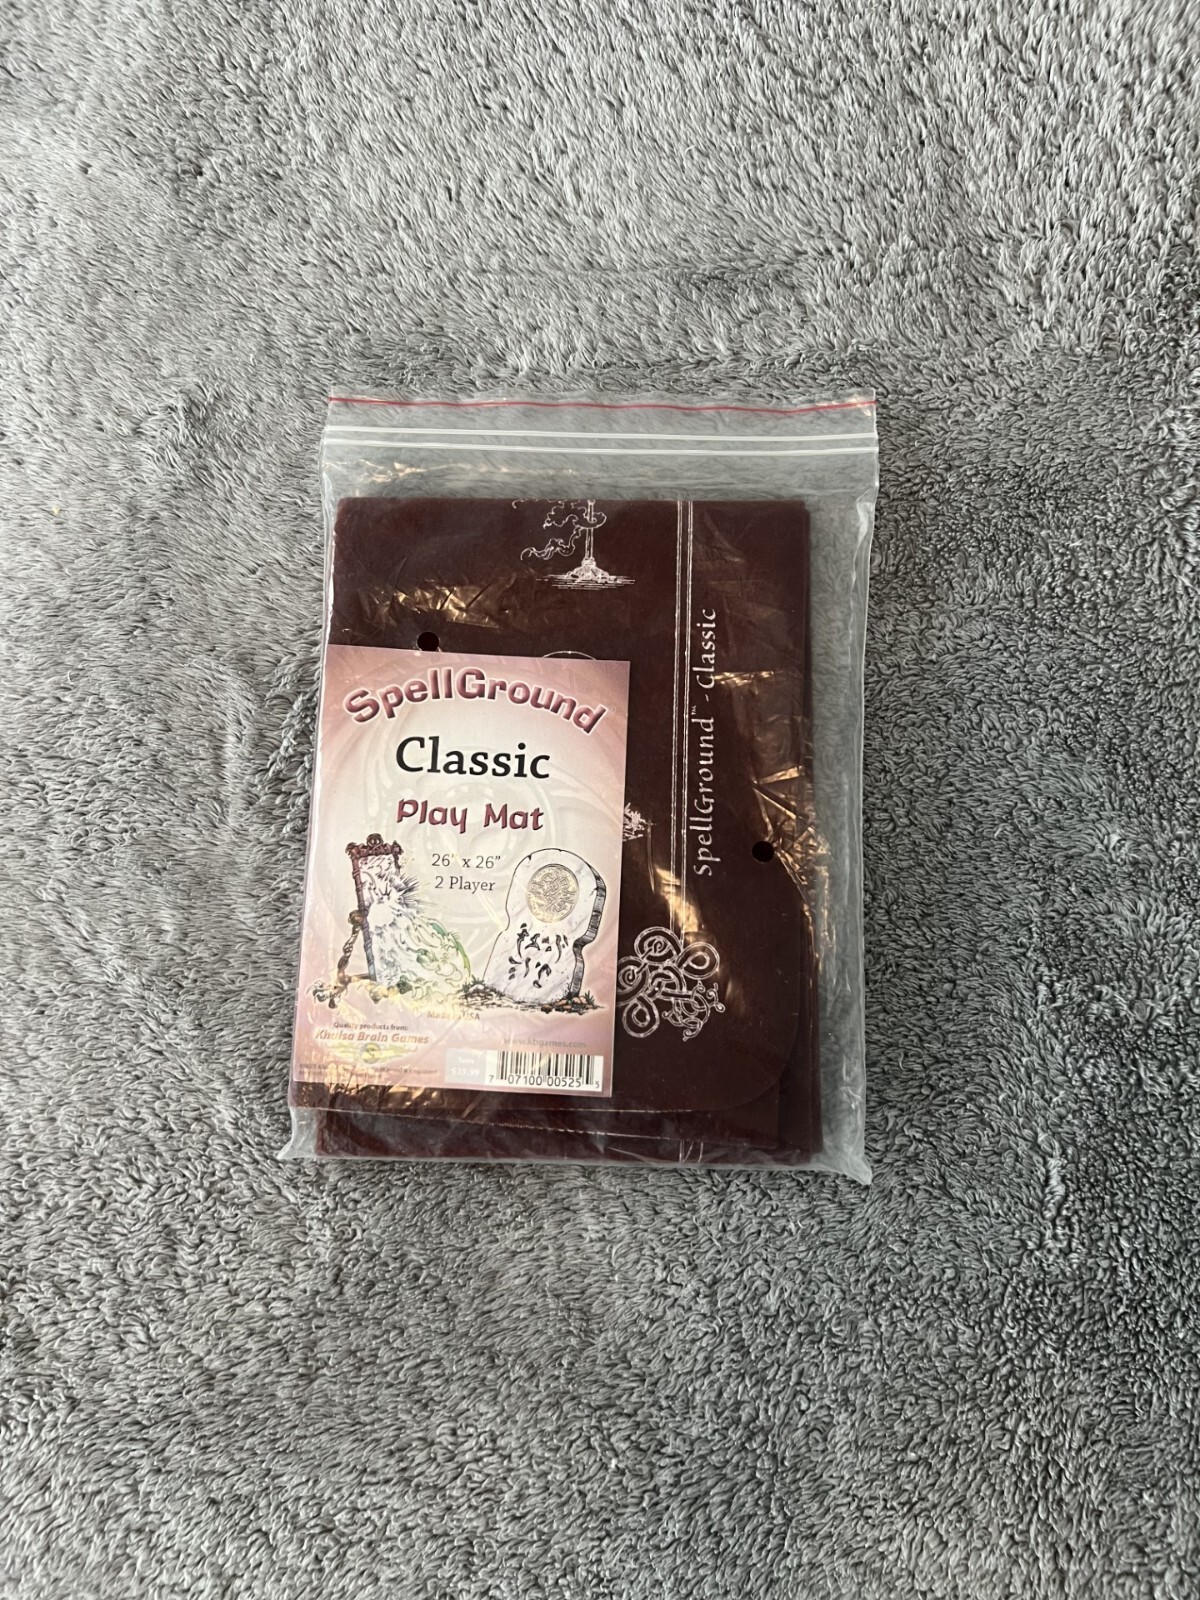 SpellGround
Classic
Play Mat
26" x 26"
2 Player
Made in USA
Quality products from:
Khalsa Brain Games
www.kbgames.com
7 07100 00525 5
SpellGround™ - Classic